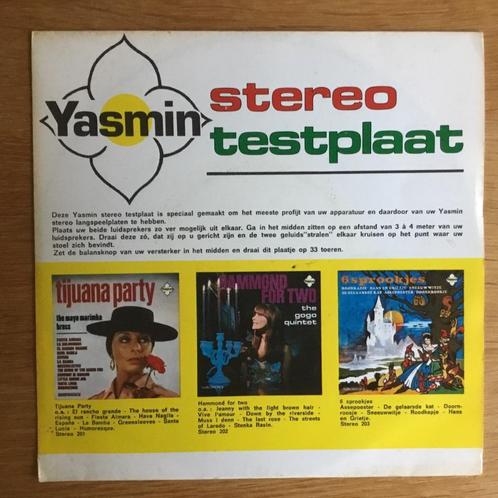 Yasmin
stereo
testplaat
Deze Yasmin stereo testplaat is speciaal gemaakt om het meeste profijt van uw apparatuur en daardoor van uw Yasmin
stereo langspeelplaten te hebben.
Plaats uw beide luidsprekers zo ver mogelijk uit elkaar. Ga in het midden zitten op een afstand van 3 à 4 meter van uw
luidsprekers. Draai deze zó, dat zij op u gericht zijn en de twee geluids"stralen" elkaar kruisen op het punt waar uw
stoel zich bevindt.
Zet de balansknop van uw versterker in het midden en draai dit plaatje op 33 toeren.
tijuana party
the maya marimba
brass
HAMMOND
FOR TWO
the
gogo
quintet
6 sprookjes
Tijuana Party
o.a.: El rancho grande - The house of the
rising sun - Fiesta Almera - Hava Nagila -
España - La Bamba - Greensleeves - Santa
Lucia - Humoresque.
Stereo 201
Hammond for two
o.a.: Jeanny with the light brown hair -
Vive l'amour - Down by the riverside -
Muss i denn - The last rose - The streets
of Laredo - Stenka Rasin.
Stereo 202
6 sprookjes
Assepoester - De gelaarsde kat - Doorn-
roosje - Sneeuwwitje - Roodkapje - Hans
en Grietje.
Stereo 203